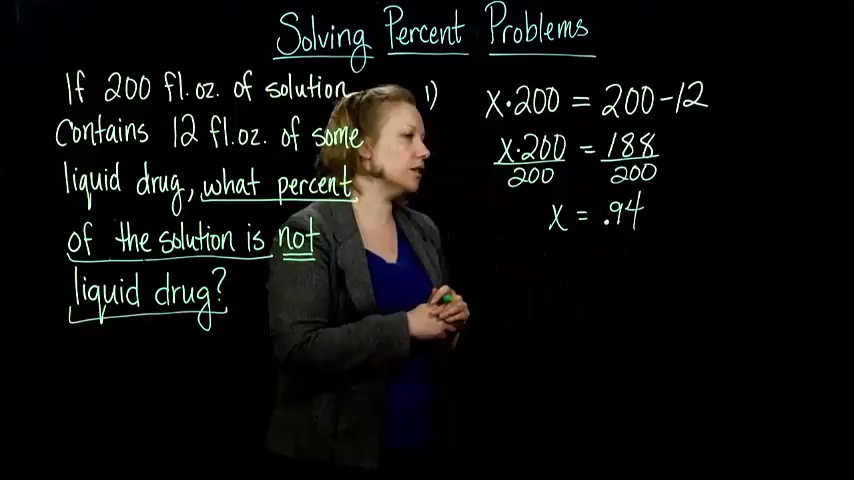 Solving Percent Problems
If 200 fl.oz. of solution
contains 12 fl.oz. of some
liquid drug, what percent
of the solution is not
liquid drug?
1)
x•200 = 200-12
x•200 = 188
200 200
x = .94